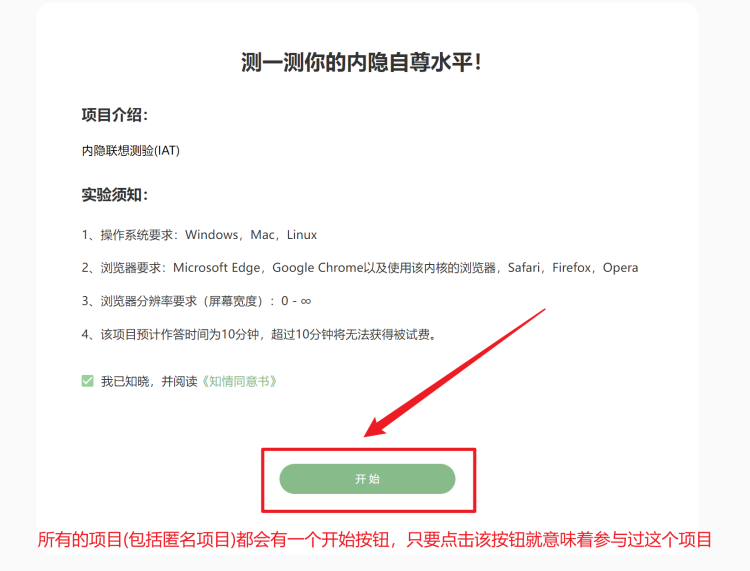 测一测你的内隐自尊水平！
项目介绍：
内隐联想测验(IAT)
实验须知：
1、操作系统要求：Windows，Mac，Linux
2、浏览器要求：Microsoft Edge，Google Chrome以及使用该内核的浏览器，Safari，Firefox，Opera
3、浏览器分辨率要求（屏幕宽度）：0 - ∞
4、该项目预计作答时间为10分钟，超过10分钟将无法获得被试费。
我已知晓，并阅读《知情同意书》
开 始
所有的项目(包括匿名项目)都会有一个开始按钮，只要点击该按钮就意味着参与过这个项目